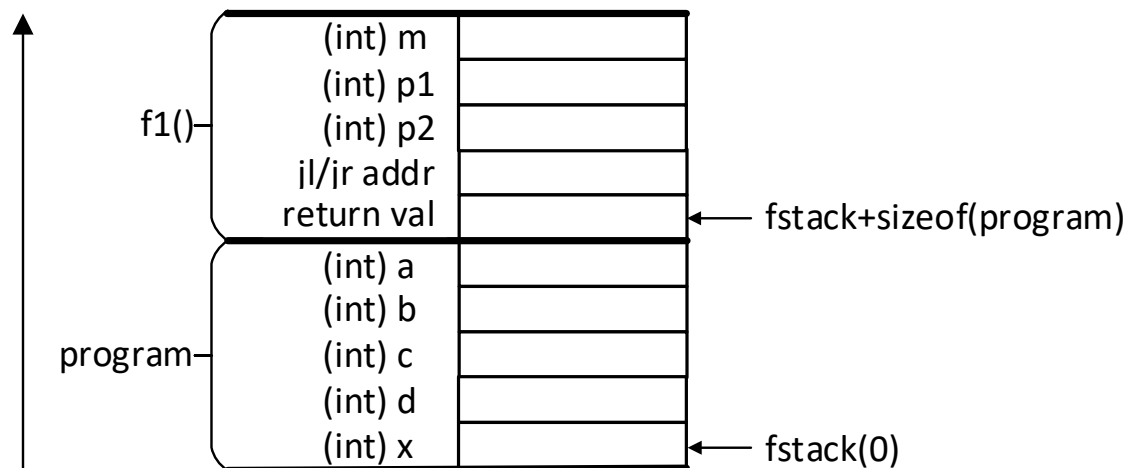 (int) m
(int) p1
f1()
(int) p2
jl/jr addr
return val
fstack+sizeof(program)
(int) a
(int) b
program
(int) c
(int) d
(int) x
fstack(0)